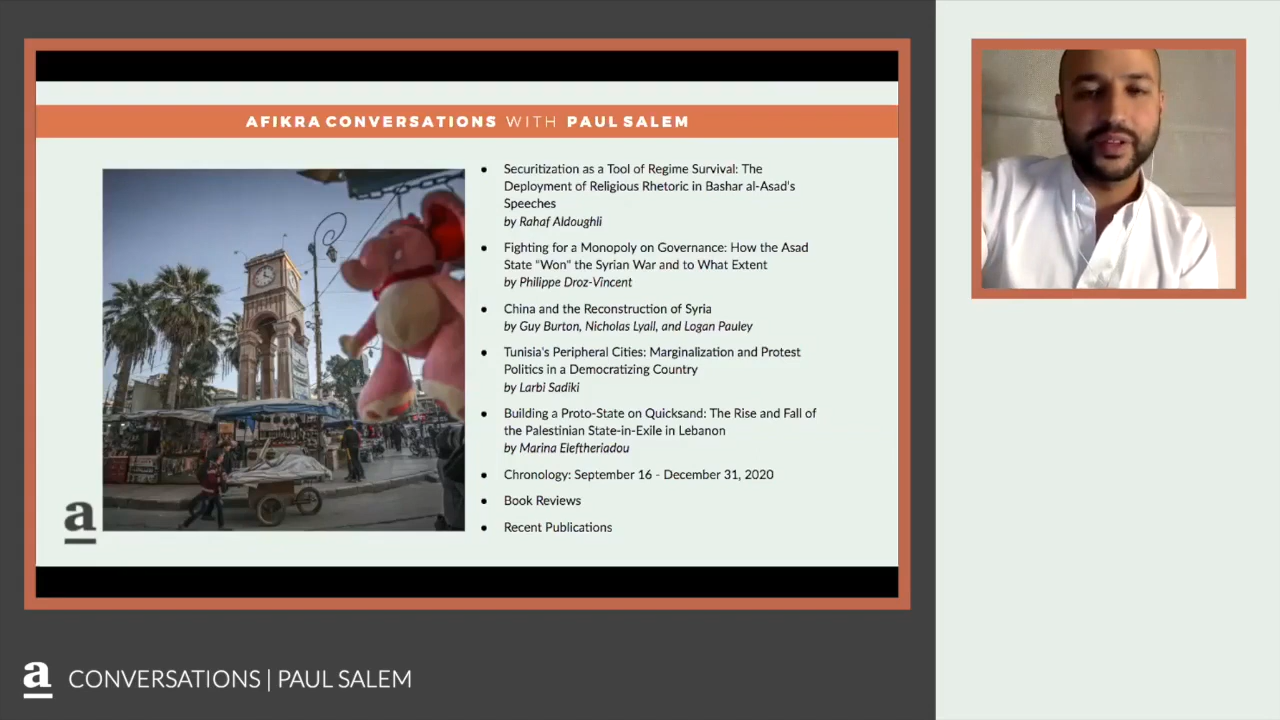 AFIKRA CONVERSATIONS WITH PAUL SALEM
• Securitization as a Tool of Regime Survival: The
Deployment of Religious Rhetoric in Bashar al-Asad's
Speeches
by Rahaf Aldoughli
• Fighting for a Monopoly on Governance: How the Asad
State "Won" the Syrian War and to What Extent
by Philippe Droz-Vincent
• China and the Reconstruction of Syria
by Guy Burton, Nicholas Lyall, and Logan Pauley
• Tunisia's Peripheral Cities: Marginalization and Protest
Politics in a Democratizing Country
by Larbi Sadiki
• Building a Proto-State on Quicksand: The Rise and Fall of
the Palestinian State-in-Exile in Lebanon
by Marina Eleftheriadou
• Chronology: September 16 - December 31, 2020
• Book Reviews
• Recent Publications
a
a CONVERSATIONS | PAUL SALEM